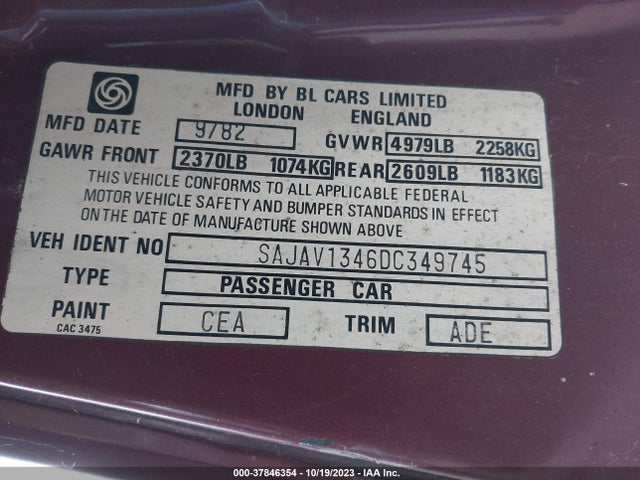 MFD BY BL CARS LIMITED
LONDON ENGLAND
MFD DATE 9/82 GVWR 4979LB 2258KG
GAWR FRONT 2370LB 1074KG REAR 2609LB 1183KG
THIS VEHICLE CONFORMS TO ALL APPLICABLE FEDERAL
MOTOR VEHICLE SAFETY AND BUMPER STANDARDS IN EFFECT
ON THE DATE OF MANUFACTURE SHOWN ABOVE
VEH IDENT NO SAJAV1346DC349745
TYPE PASSENGER CAR
PAINT CEA TRIM ADE
CAC 3475
000-37846354 - 10/19/2023 - IAA Inc.